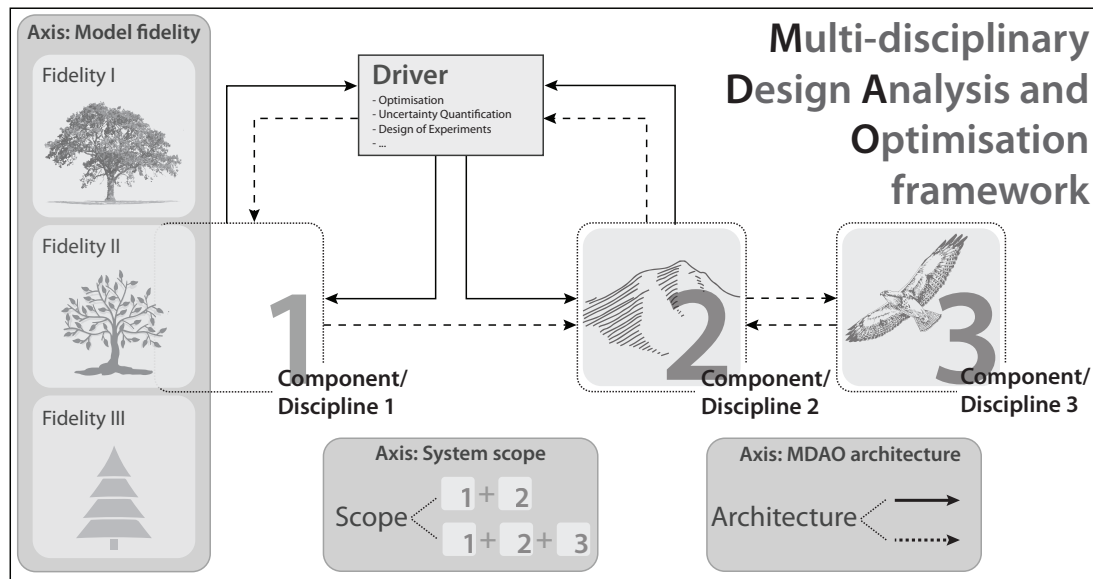 Axis: Model fidelity
Fidelity I
Fidelity II
Fidelity III
Driver
- Optimisation
- Uncertainty Quantification
- Design of Experiments
- ...
Multi-disciplinary
Design Analysis and
Optimisation
framework
1
Component/
Discipline 1
2
Component/
Discipline 2
3
Component/
Discipline 3
Axis: System scope
Scope
1 + 2
1 + 2 + 3
Axis: MDAO architecture
Architecture